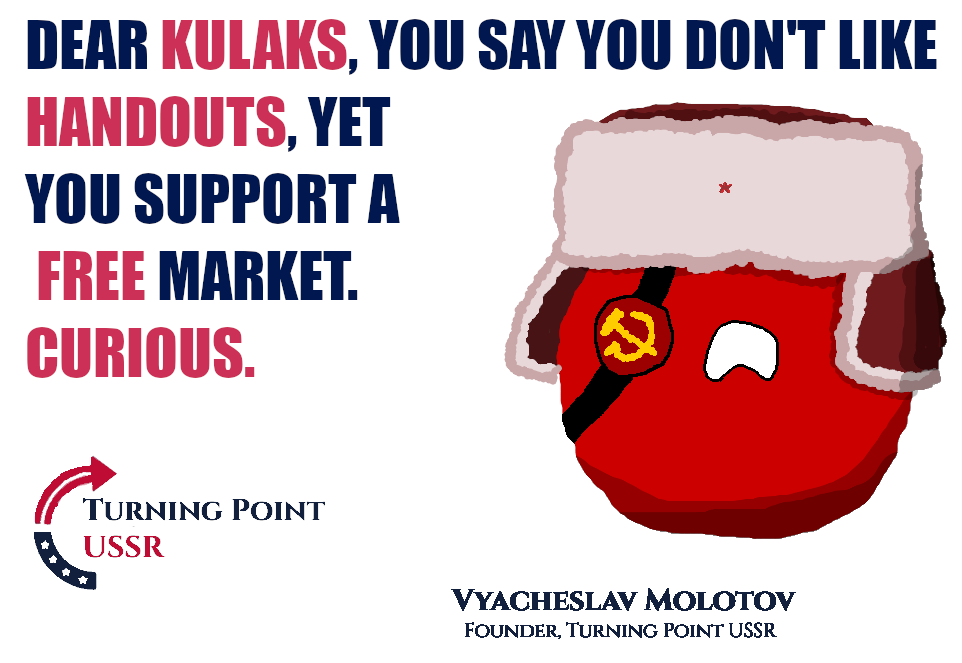 DEAR KULAKS, YOU SAY YOU DON'T LIKE
HANDOUTS, YET
YOU SUPPORT A
FREE MARKET.
CURIOUS.
TURNING POINT
USSR
VYACHESLAV MOLOTOV
FOUNDER, TURNING POINT USSR